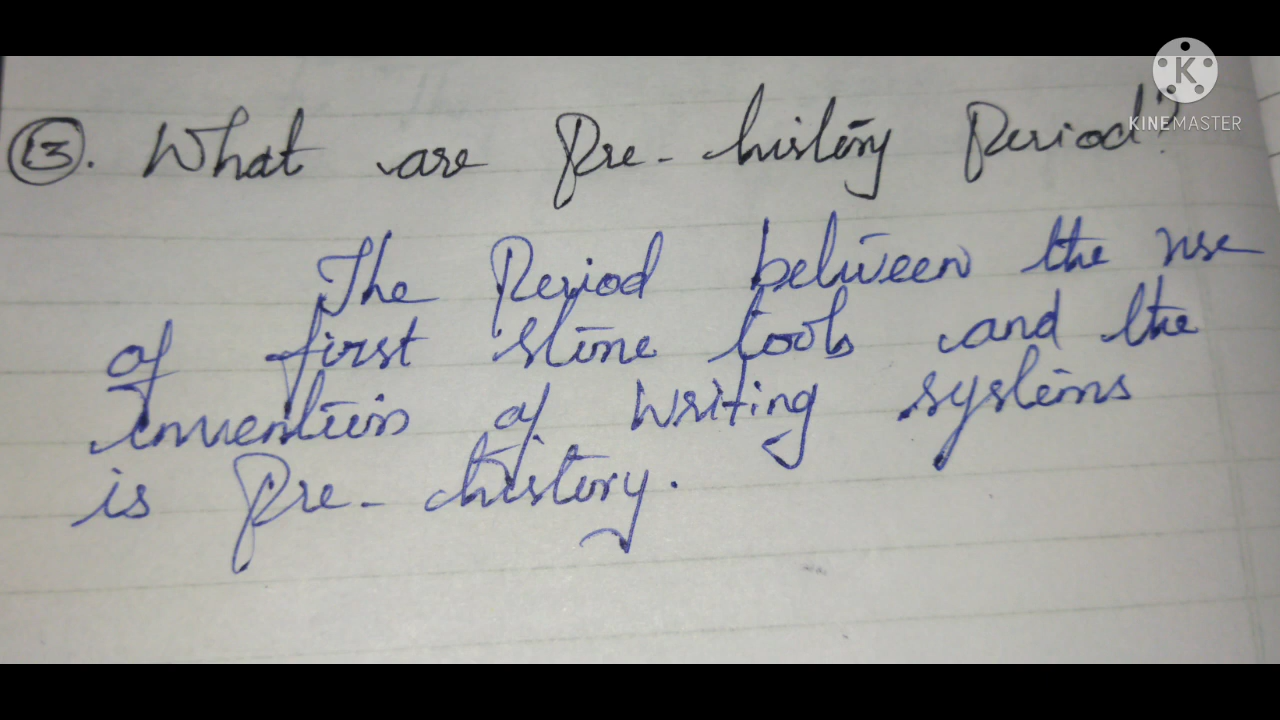 KINEMASTER
13. What are Pre-history Period?
The Period between the use
of first stone tools and the
invention of writing systems
is Pre-history.